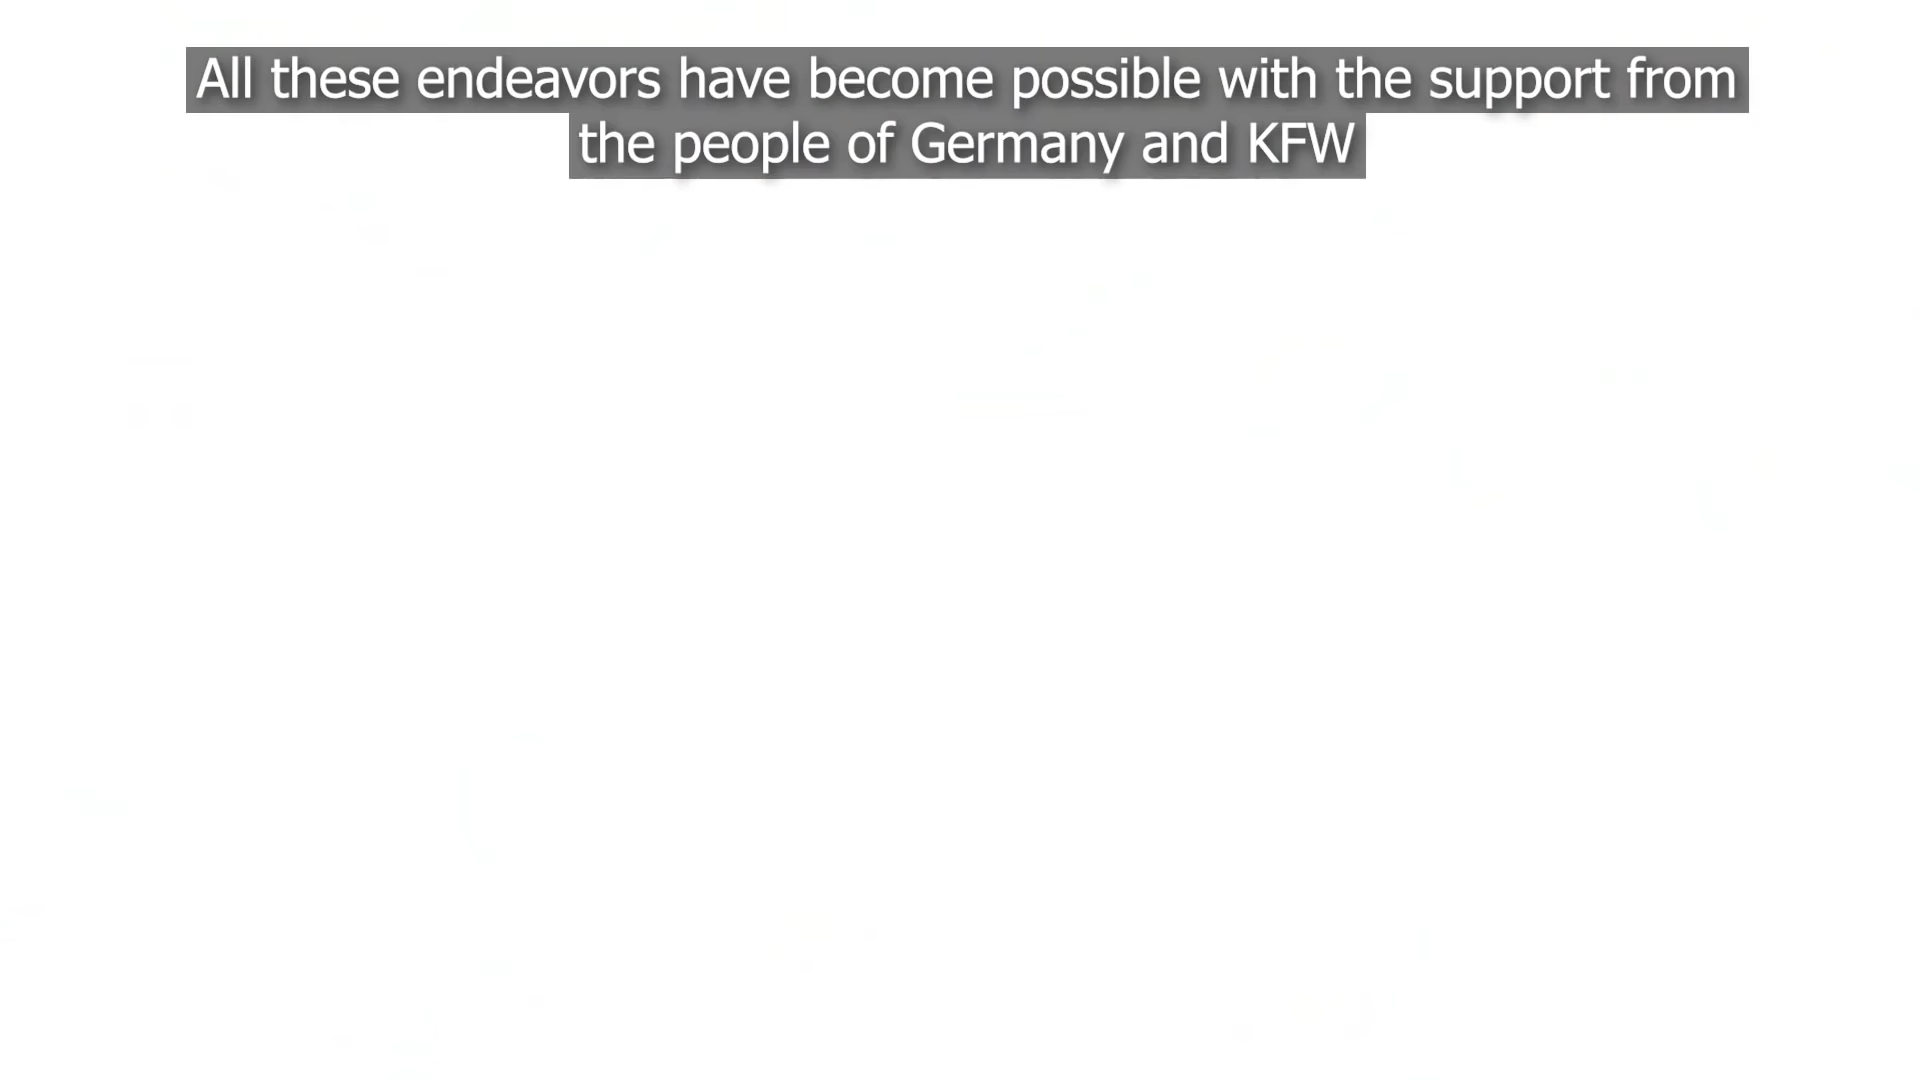 All these endeavors have become possible with the support from
the people of Germany and KFW